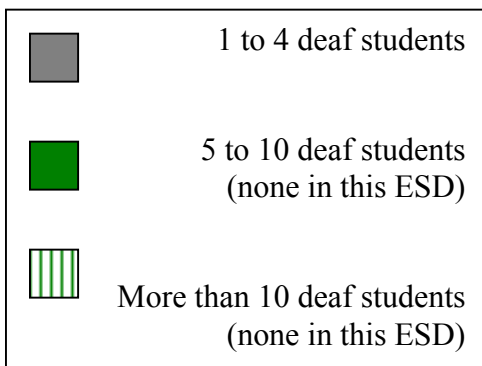 1 to 4 deaf students
5 to 10 deaf students
(none in this ESD)
More than 10 deaf students
(none in this ESD)